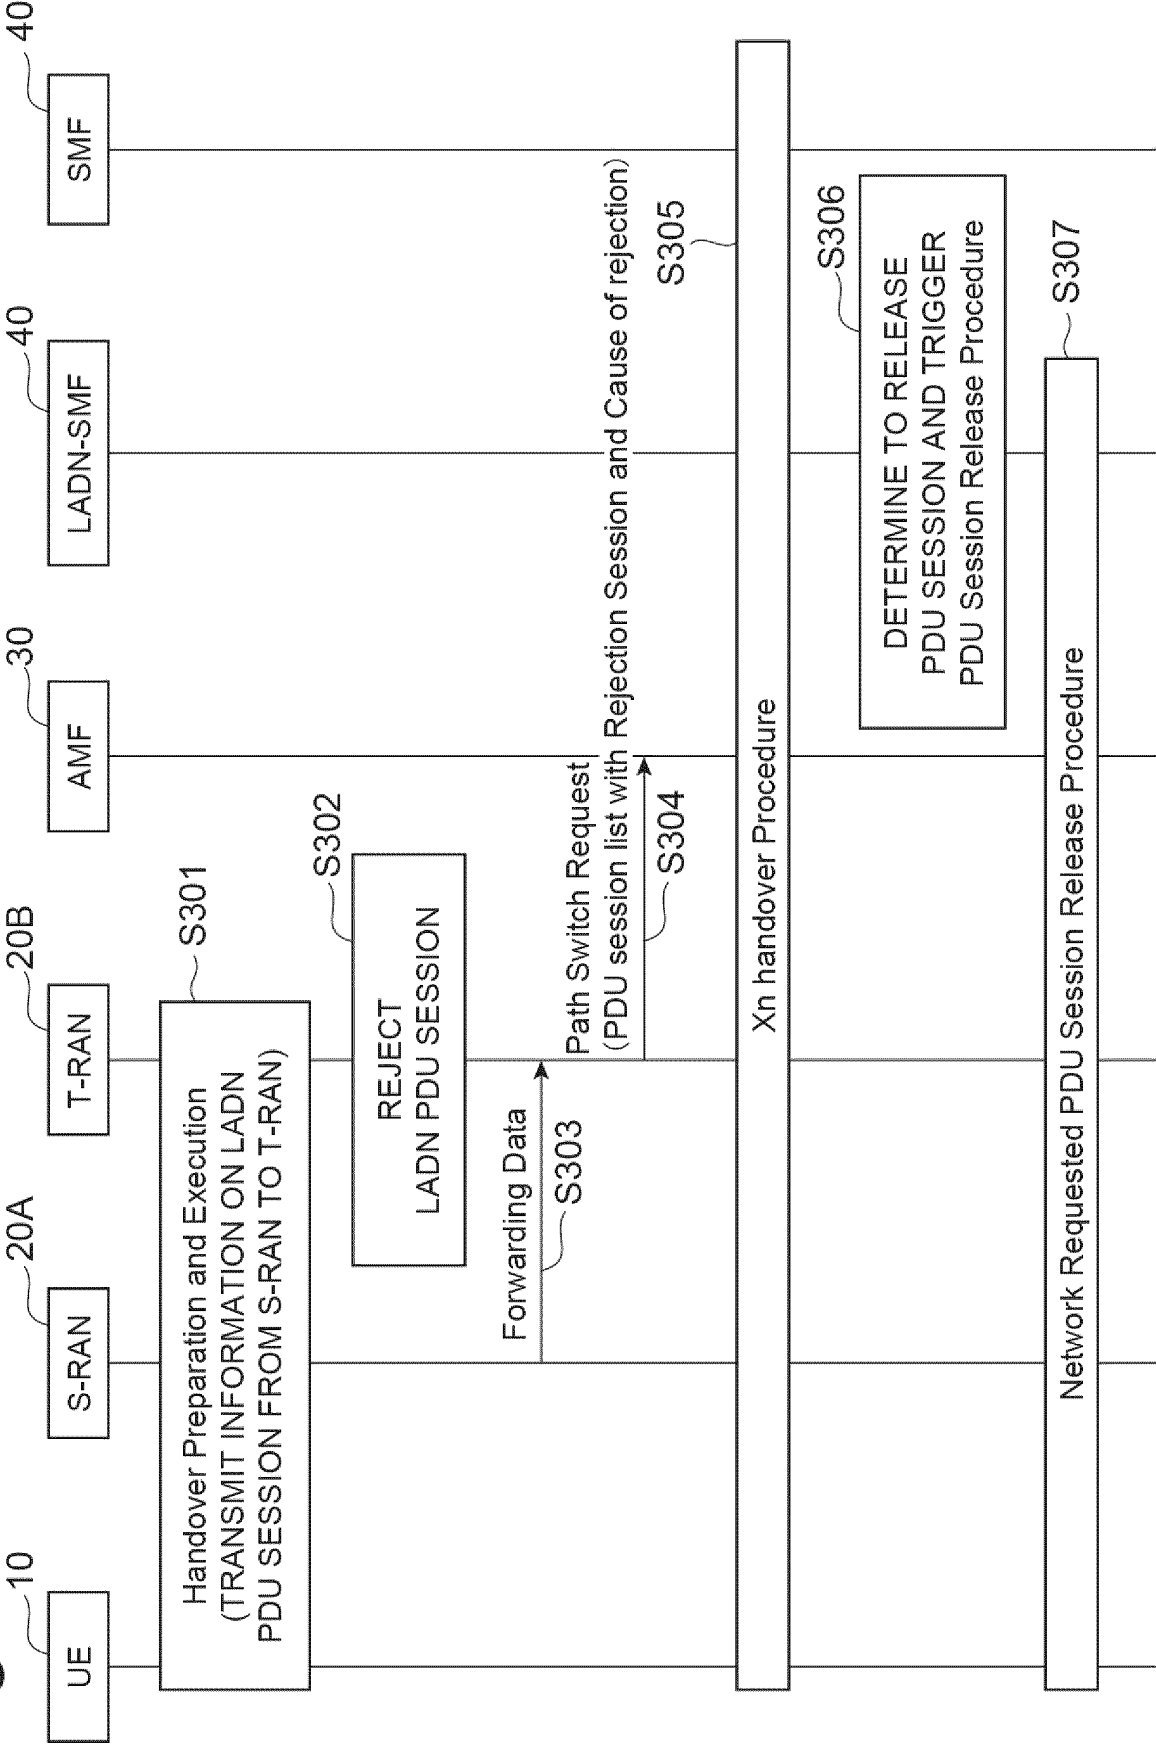 10
20A
20B
30
40
40
UE
S-RAN
T-RAN
AMF
LADN-SMF
SMF
Handover Preparation and Execution
(TRANSMIT INFORMATION ON LADN
PDU SESSION FROM S-RAN TO T-RAN)
S301
S302
REJECT
LADN PDU SESSION
Forwarding Data
S303
Path Switch Request
(PDU session list with Rejection Session and Cause of rejection)
S304
S305
Xn handover Procedure
S306
DETERMINE TO RELEASE
PDU SESSION AND TRIGGER
PDU Session Release Procedure
S307
Network Requested PDU Session Release Procedure